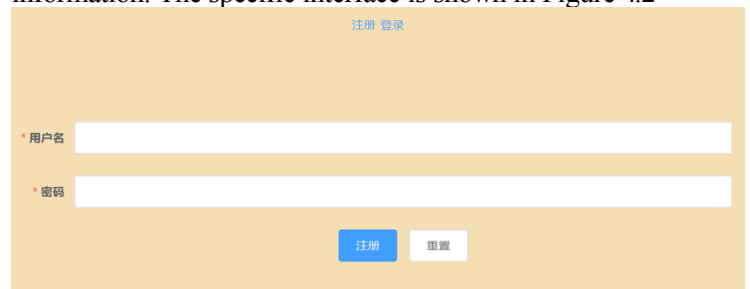 information. The specific interface is shown in Figure 4.2
注册 登录
* 用户名
* 密码
注册 重置